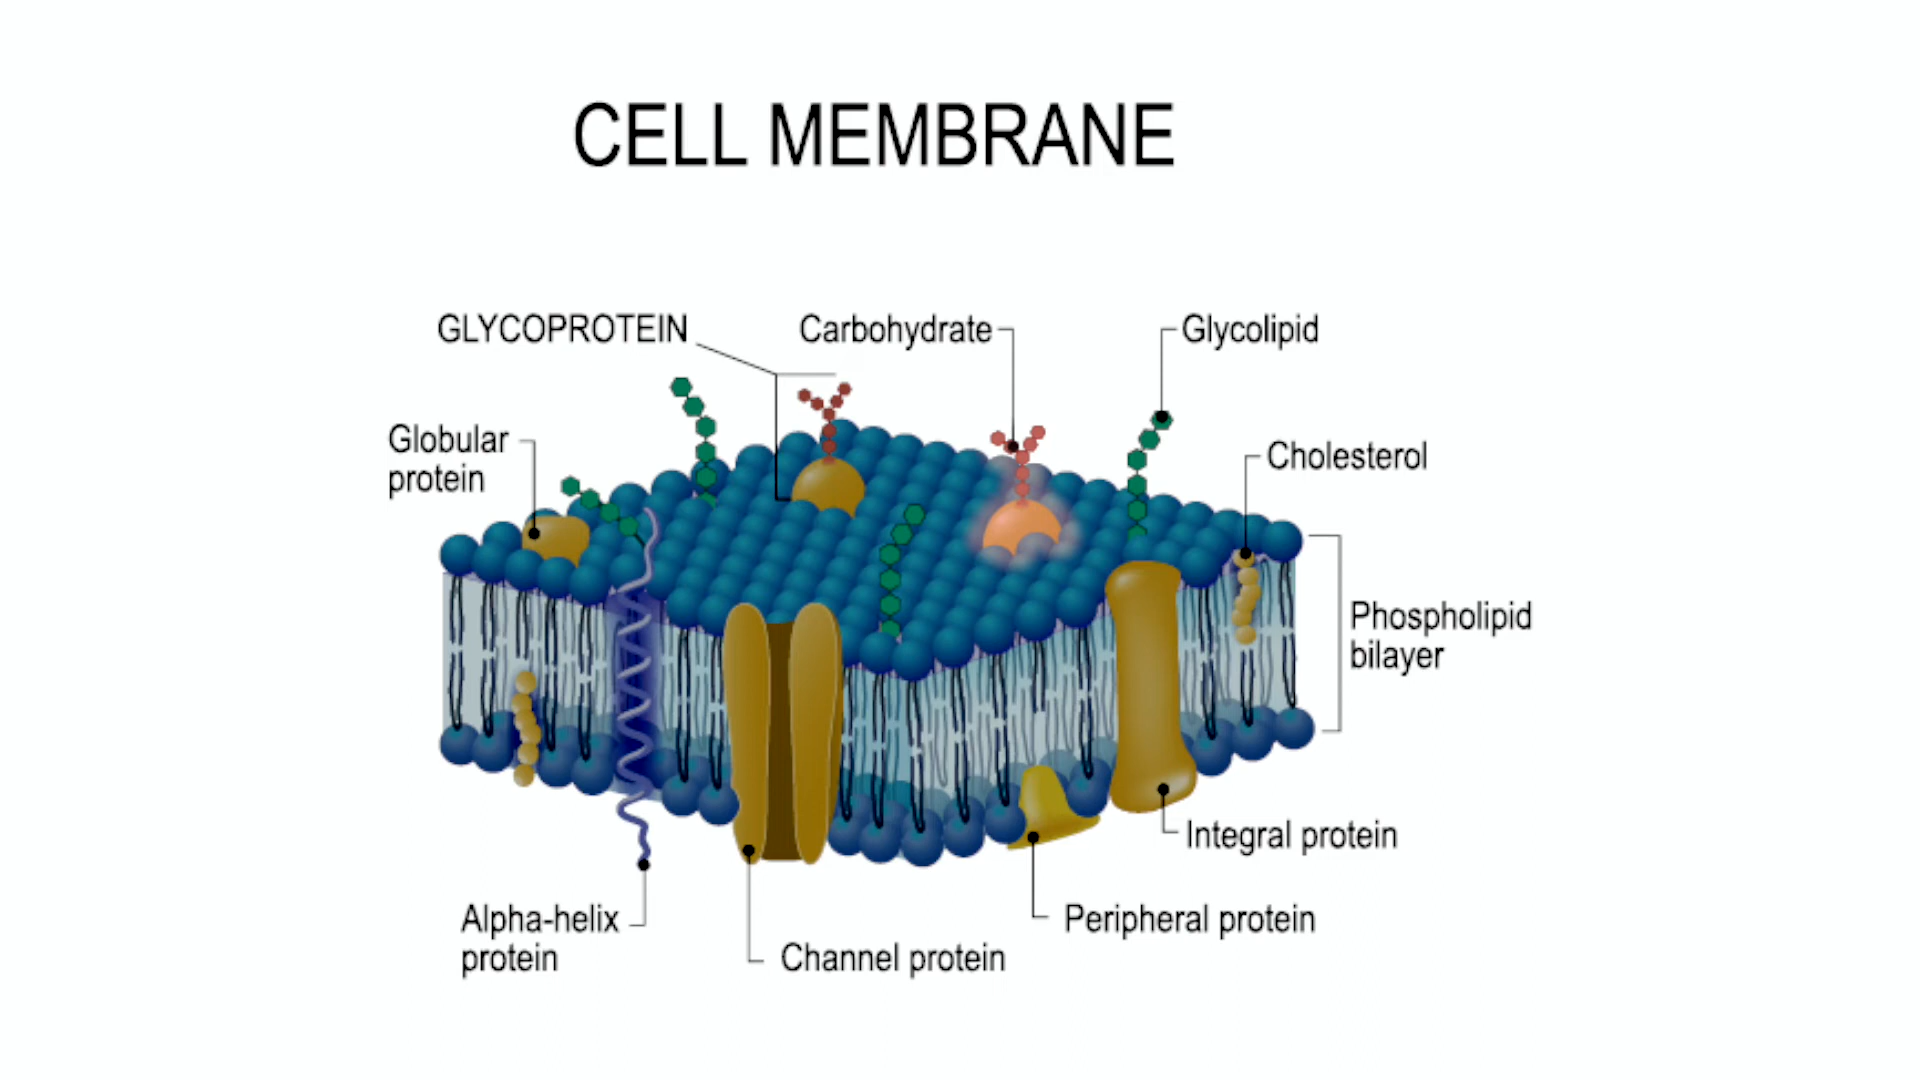 CELL MEMBRANE
GLYCOPROTEIN
Carbohydrate
Glycolipid
Globular
protein
Cholesterol
Phospholipid
bilayer
Integral protein
Alpha-helix
protein
Peripheral protein
Channel protein